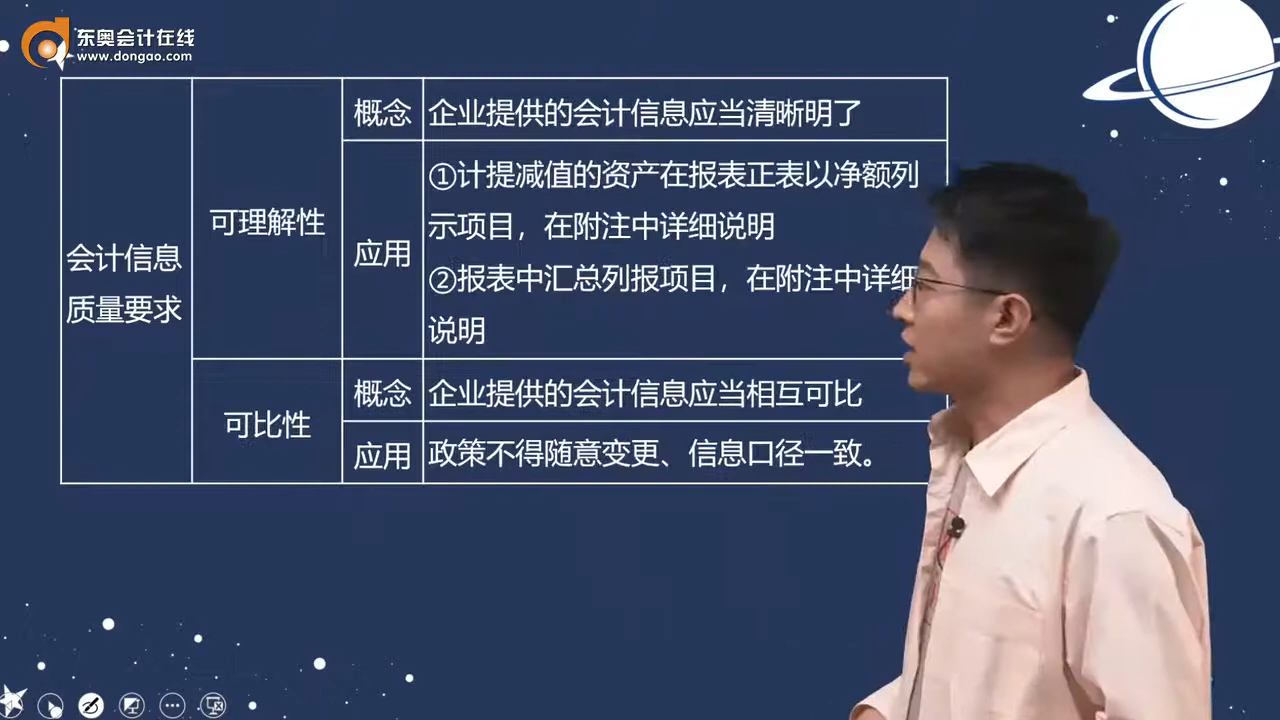 东奥会计在线
www.dongao.com
会计信息
质量要求
可理解性
概念
企业提供的会计信息应当清晰明了
应用
①计提减值的资产在报表正表以净额列
示项目，在附注中详细说明
②报表中汇总列报项目，在附注中详细
说明
可比性
概念
企业提供的会计信息应当相互可比
应用
政策不得随意变更、信息口径一致。